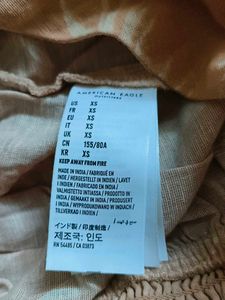 AMERICAN EAGLE
OUTFITTERS
US XS
FR XS
EU XS
IT XS
UK XS
CN 155/80A
KR XS
KEEP AWAY FROM FIRE
MADE IN INDIA / FABRIQUÉ EN
INDE / HERGESTELLT IN INDIEN /
FABRICADO EN INDIA /
VALMISTETTU INTIASSA / PRODOTTO IN
INDIA / GEMAAKT IN INDIA / PRODUSERT
I INDIA / WYPRODUKOWANO W INDIACH /
TILLVERKAD I INDIEN /
インド製 / 印度制造 /
제조국: 인도
RN 54485 / CA 03873